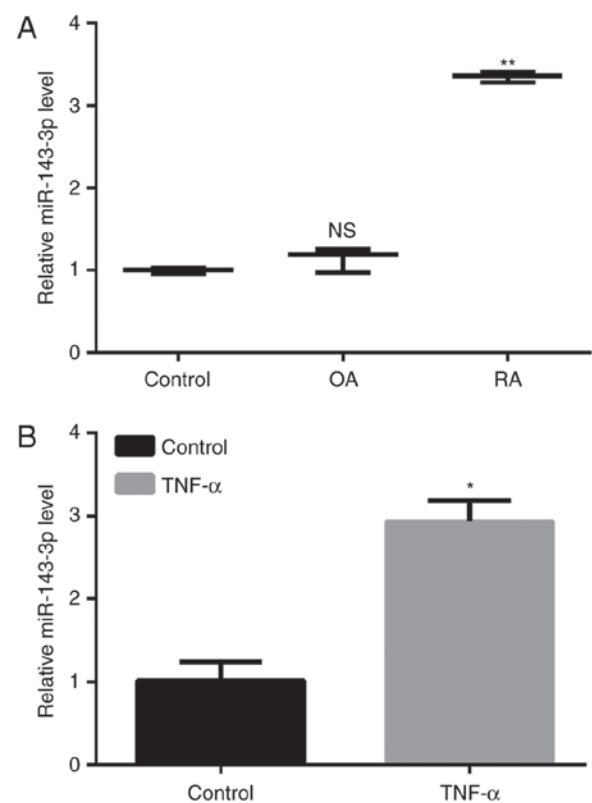 A
Relative miR-143-3p level
4
3
2
1
0
NS
**
Control OA RA
B
Relative miR-143-3p level
4
3
2
1
0
Control
TNF-α
*
Control TNF-α